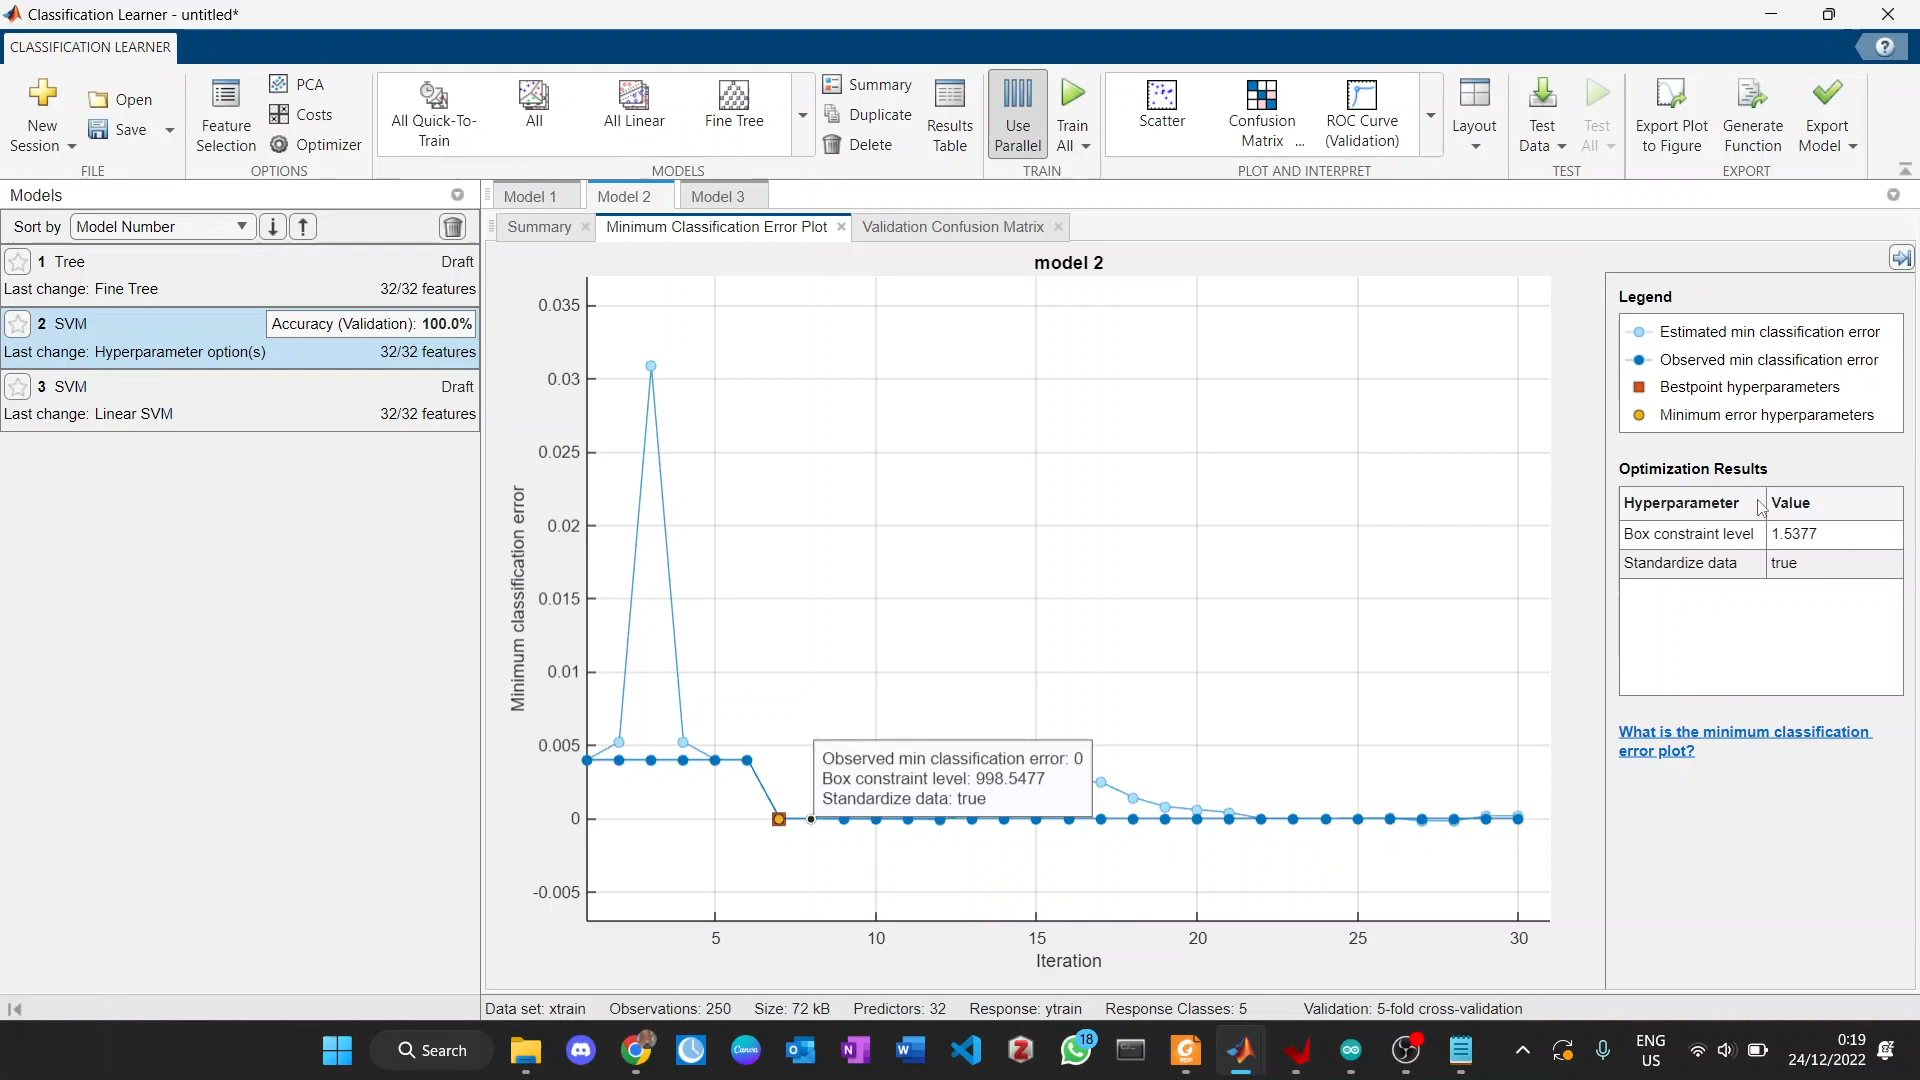 Classification Learner - untitled*
CLASSIFICATION LEARNER
New Session
Open
Save
FILE
Feature Selection
PCA
Costs
Optimizer
OPTIONS
All Quick-To-Train
All
All Linear
Fine Tree
Summary
Duplicate
Delete
MODELS
Results Table
Use Parallel
Train All
TRAIN
Scatter
Confusion Matrix ...
ROC Curve (Validation)
PLOT AND INTERPRET
Layout
Test Data
Test All
TEST
Export Plot to Figure
Generate Function
Export Model
EXPORT
Models
Sort by Model Number
1 Tree Draft
Last change: Fine Tree 32/32 features
2 SVM Accuracy (Validation): 100.0%
Last change: Hyperparameter option(s) 32/32 features
3 SVM Draft
Last change: Linear SVM 32/32 features
Model 1
Model 2
Model 3
Summary
Minimum Classification Error Plot
Validation Confusion Matrix
model 2
0.035
0.03
0.025
0.02
0.015
0.01
0.005
0
-0.005
Minimum classification error
Observed min classification error: 0
Box constraint level: 998.5477
Standardize data: true
5 10 15 20 25 30
Iteration
Legend
Estimated min classification error
Observed min classification error
Bestpoint hyperparameters
Minimum error hyperparameters
Optimization Results
Hyperparameter Value
Box constraint level 1.5377
Standardize data true
What is the minimum classification
error plot?
Data set: xtrain Observations: 250 Size: 72 kB Predictors: 32 Response: ytrain Response Classes: 5 Validation: 5-fold cross-validation
Search
Canva
18
PDF
ENG
US
0:19
24/12/2022